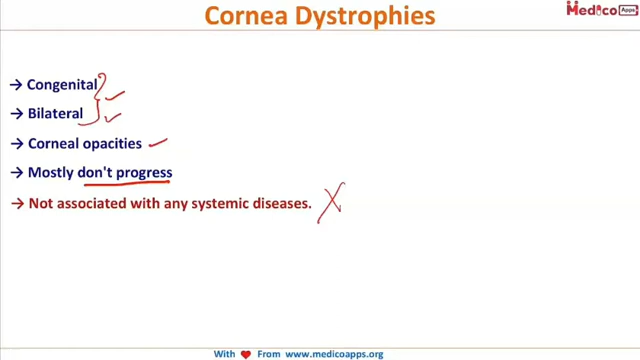 Cornea Dystrophies
Medico Apps
→ Congenital
→ Bilateral
→ Corneal opacities
→ Mostly don't progress
→ Not associated with any systemic diseases.
With ❤ From www.medicoapps.org